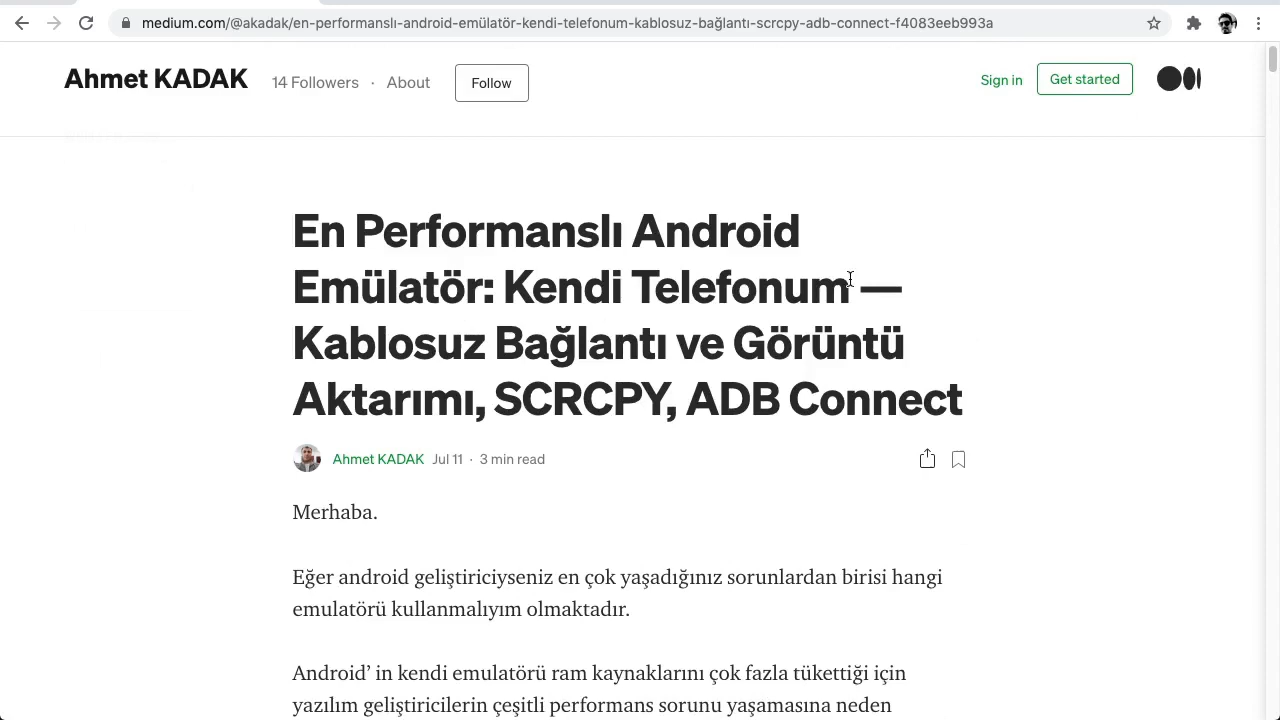 medium.com/@akadak/en-performanslı-android-emülatör-kendi-telefonum-kablosuz-bağlantı-scrcpy-adb-connect-f4083eeb993a
Ahmet KADAK 14 Followers · About Follow Sign in Get started
En Performanslı Android
Emülatör: Kendi Telefonum —
Kablosuz Bağlantı ve Görüntü
Aktarımı, SCRCPY, ADB Connect
Ahmet KADAK Jul 11 · 3 min read
Merhaba.
Eğer android geliştiriciyseniz en çok yaşadığınız sorunlardan birisi hangi
emulatörü kullanmalıyım olmaktadır.
Android’ in kendi emulatörü ram kaynaklarını çok fazla tükettiği için
yazılım geliştiricilerin çeşitli performans sorunu yaşamasına neden